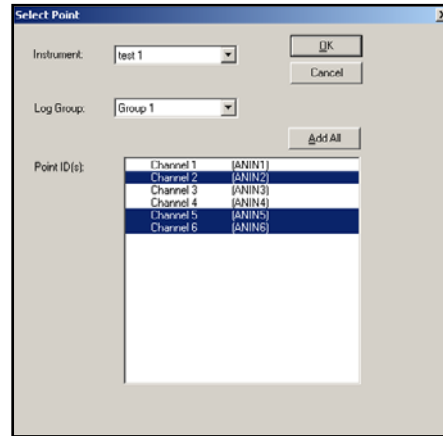 Select Point
Instrument: test 1 OK
Cancel
Log Group: Group 1
Add All
Point ID(s): Channel 1 (ANIN1)
Channel 2 (ANIN2)
Channel 3 (ANIN3)
Channel 4 (ANIN4)
Channel 5 (ANIN5)
Channel 6 (ANIN6)